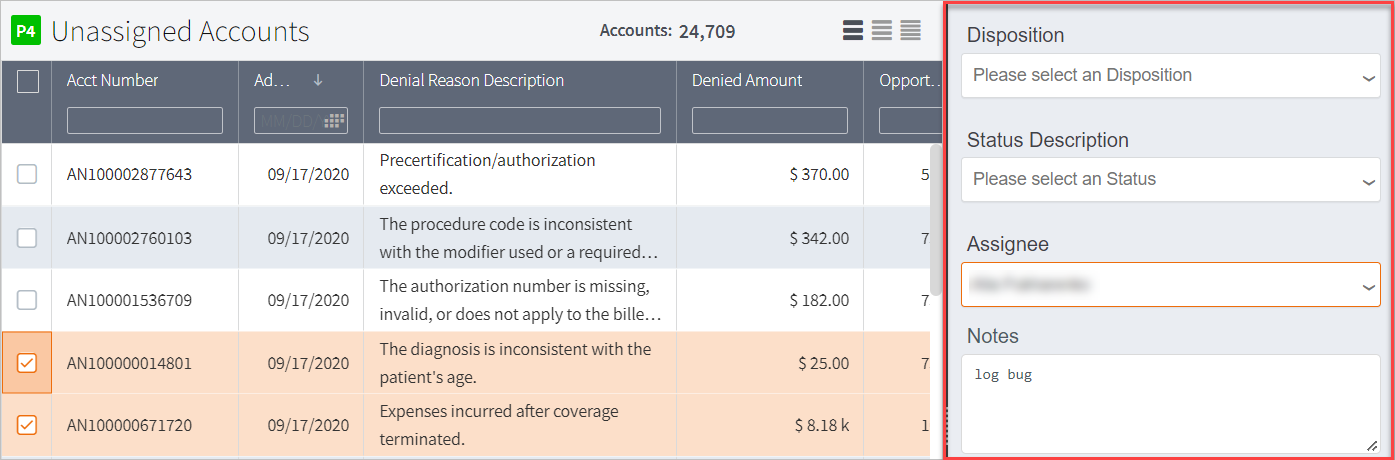 P4 Unassigned Accounts
Accounts: 24,709
Acct Number
Ad...
Denial Reason Description
Denied Amount
Opport...
MM/DD/
AN100002877643
09/17/2020
Precertification/authorization
exceeded.
$ 370.00
5
AN100002760103
09/17/2020
The procedure code is inconsistent
with the modifier used or a required...
$ 342.00
7
AN100001536709
09/17/2020
The authorization number is missing,
invalid, or does not apply to the bille...
$ 182.00
7
AN100000014801
09/17/2020
The diagnosis is inconsistent with the
patient's age.
$ 25.00
7
AN100000671720
09/17/2020
Expenses incurred after coverage
terminated.
$ 8.18 k
1
Disposition
Please select an Disposition
Status Description
Please select an Status
Assignee
Notes
log bug